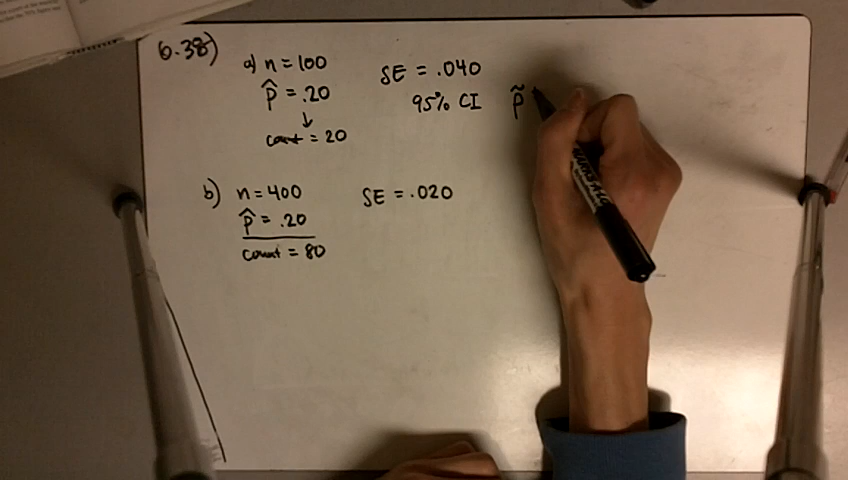 6.38)
a) n = 100
p̂ = .20
↓
count = 20
SE = .040
95% CI p̃
b) n = 400
p̂ = .20
count = 80
SE = .020